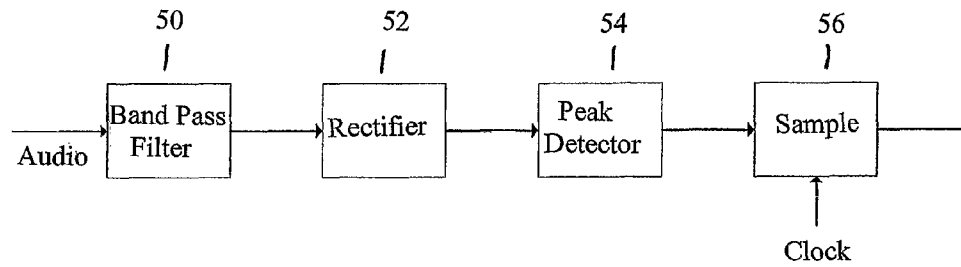 50
52
54
56
Band Pass
Filter
Rectifier
Peak
Detector
Sample
Audio
Clock